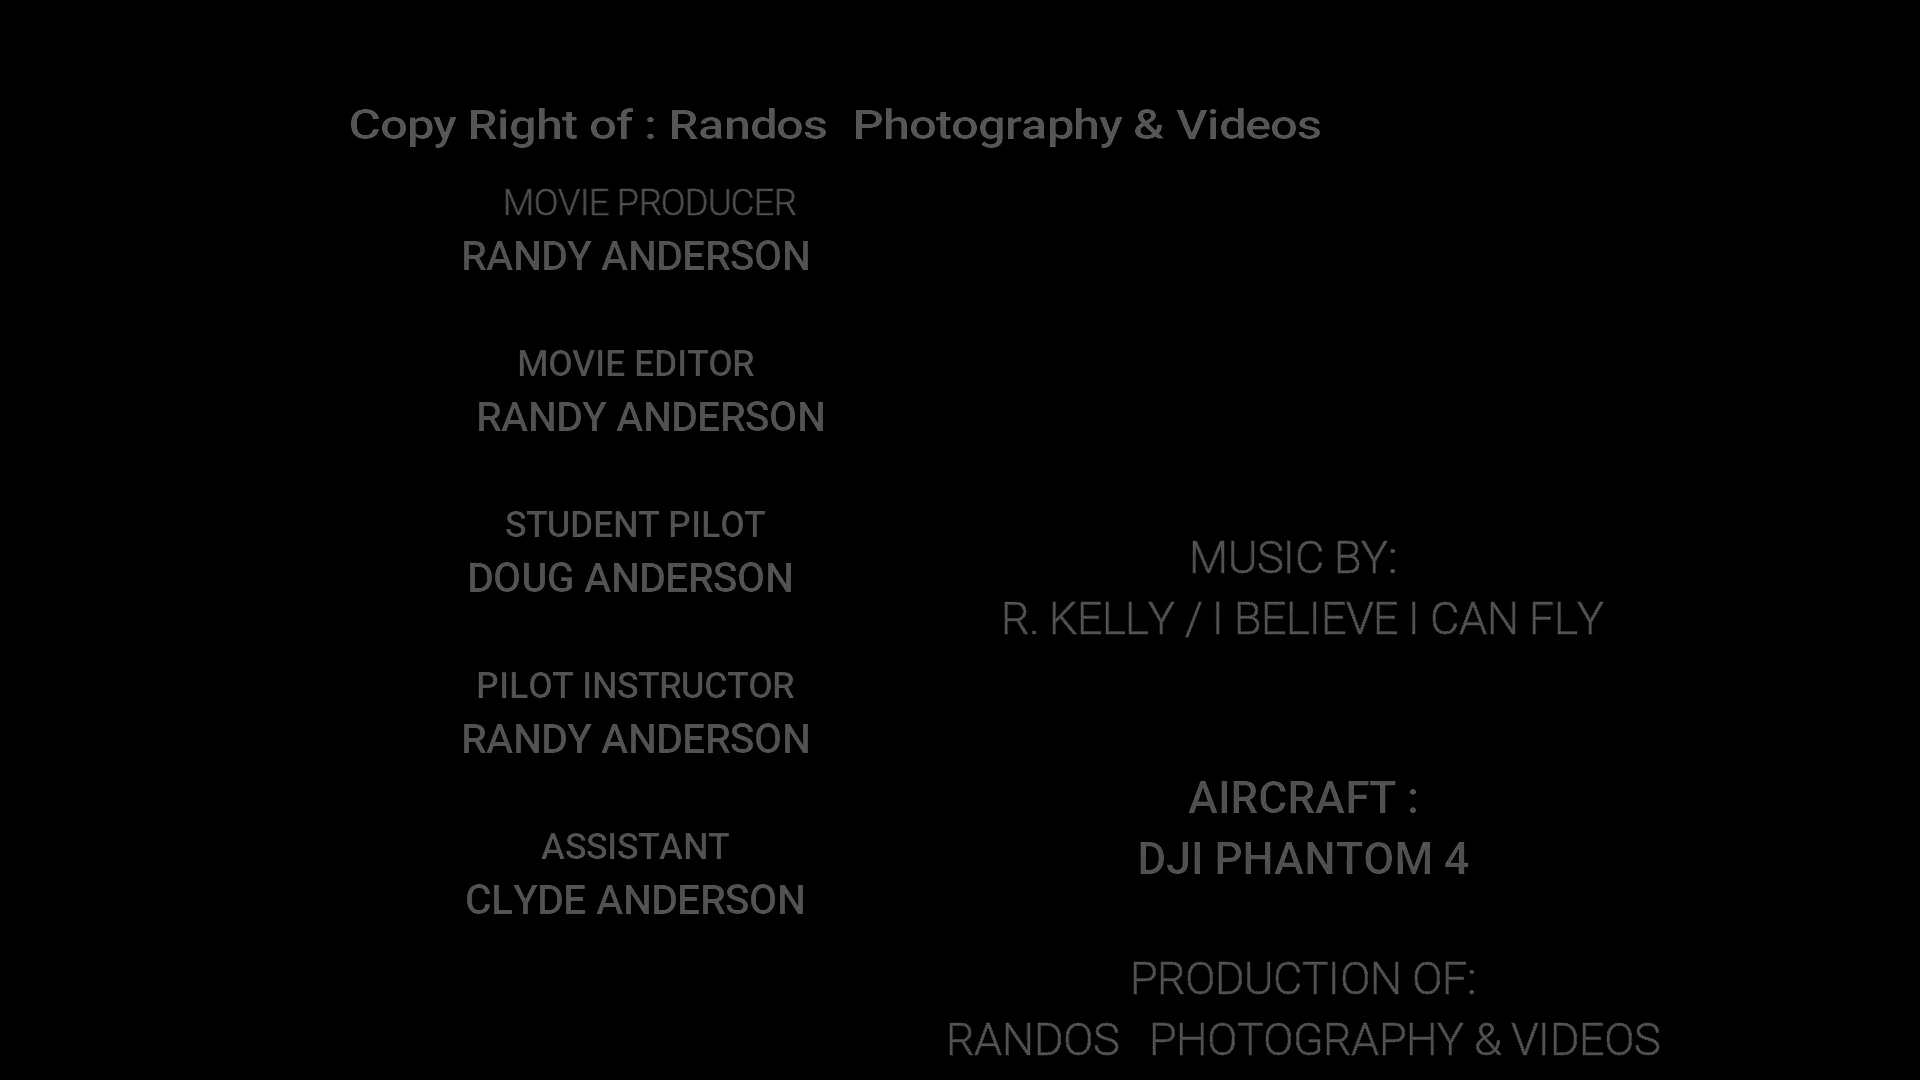 Copy Right of : Randos  Photography & Videos
MOVIE PRODUCER
RANDY ANDERSON
MOVIE EDITOR
RANDY ANDERSON
STUDENT PILOT
DOUG ANDERSON
PILOT INSTRUCTOR
RANDY ANDERSON
ASSISTANT
CLYDE ANDERSON
MUSIC BY:
R. KELLY / I BELIEVE I CAN FLY
AIRCRAFT :
DJI PHANTOM 4
PRODUCTION OF:
RANDOS  PHOTOGRAPHY & VIDEOS